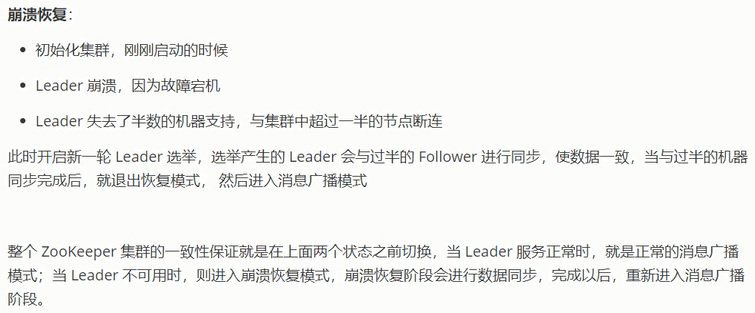 崩溃恢复：
初始化集群，刚刚启动的时候
Leader 崩溃，因为故障宕机
Leader 失去了半数的机器支持，与集群中超过一半的节点断连
此时开启新一轮 Leader 选举，选举产生的 Leader 会与过半的 Follower 进行同步，使数据一致，当与过半的机器
同步完成后，就退出恢复模式， 然后进入消息广播模式
整个 ZooKeeper 集群的一致性保证就是在上面两个状态之前切换，当 Leader 服务正常时，就是正常的消息广播
模式；当 Leader 不可用时，则进入崩溃恢复模式，崩溃恢复阶段会进行数据同步，完成以后，重新进入消息广播
阶段。